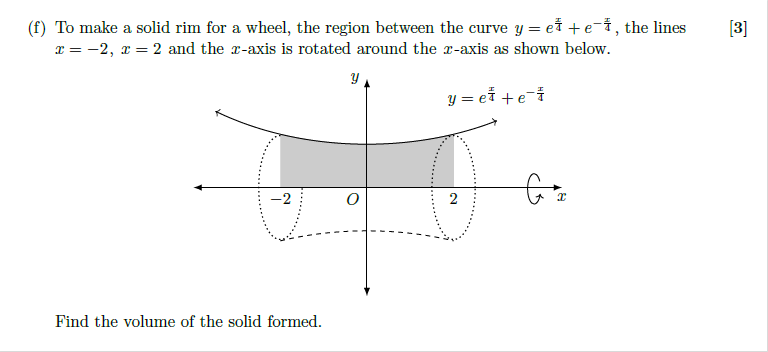 (f) To make a solid rim for a wheel, the region between the curve y = e^{x/4} + e^{-x/4}, the lines [3]
x = −2, x = 2 and the x-axis is rotated around the x-axis as shown below.
y
y = e^{x/4} + e^{-x/4}
−2 O 2 x
Find the volume of the solid formed.